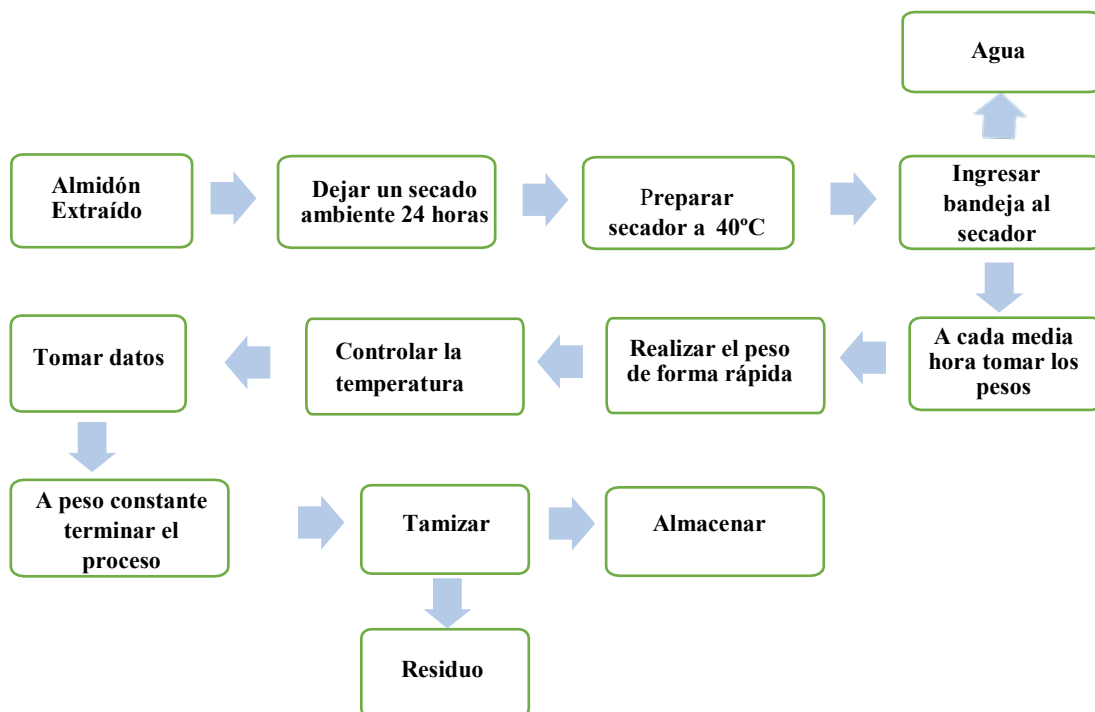 Agua
Almidón
Extraído
Dejar un secado
ambiente 24 horas
Preparar
secador a 40ºC
Ingresar
bandeja al
secador
A cada media
hora tomar los
pesos
Realizar el peso
de forma rápida
Controlar la
temperatura
Tomar datos
A peso constante
terminar el
proceso
Tamizar
Almacenar
Residuo